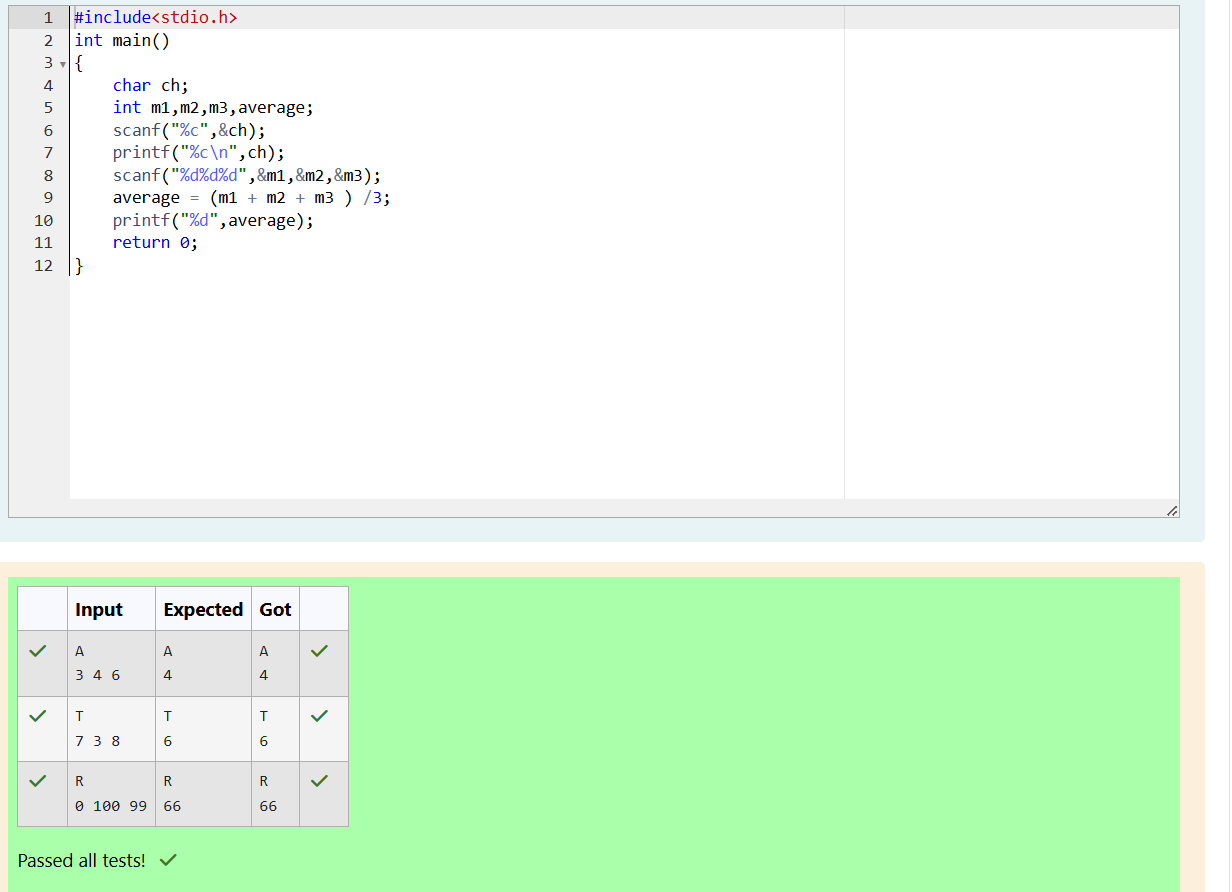 1 #include<stdio.h>
2 int main()
3 {
4     char ch;
5     int m1,m2,m3,average;
6     scanf("%c",&ch);
7     printf("%c\n",ch);
8     scanf("%d%d%d",&m1,&m2,&m3);
9     average = (m1 + m2 + m3 ) /3;
10     printf("%d",average);
11     return 0;
12 }
Input Expected Got
A A A
3 4 6 4 4
T T T
7 3 8 6 6
R R R
0 100 99 66 66
Passed all tests!